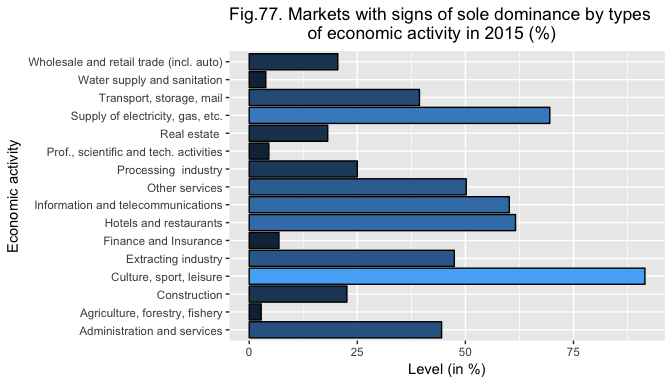 Fig.77. Markets with signs of sole dominance by types
of economic activity in 2015 (%)
Economic activity
Wholesale and retail trade (incl. auto)
Water supply and sanitation
Transport, storage, mail
Supply of electricity, gas, etc.
Real estate
Prof., scientific and tech. activities
Processing  industry
Other services
Information and telecommunications
Hotels and restaurants
Finance and Insurance
Extracting industry
Culture, sport, leisure
Construction
Agriculture, forestry, fishery
Administration and services
0 25 50 75
Level (in %)